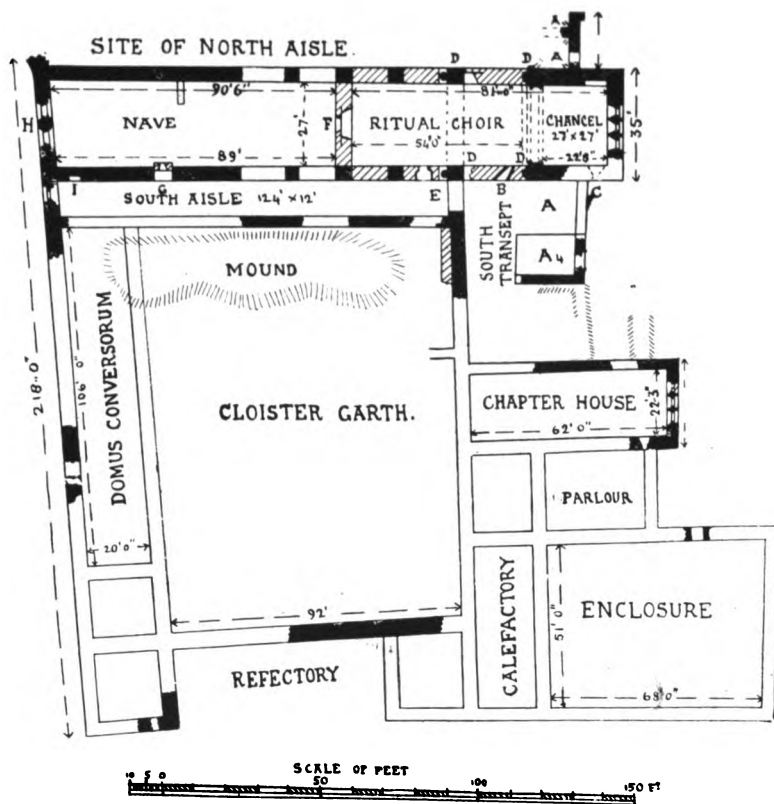 SITE OF NORTH AISLE.
A
A
D
D
90'6"
81'..0"
H
NAVE
27'
F
RITUAL CHOIR
CHANCEL
27' × 27'
35'
54'0"
22'8"
89'
D
D
I
G
E
B
C
SOUTH AISLE 124' × 12'
SOUTH TRANSEPT
A
A4
MOUND
218'..0"
106' 0"
DOMUS CONVERSORUM
CLOISTER GARTH.
CHAPTER HOUSE
22'3"
62'0"
PARLOUR
20'0"
92'
CALEFACTORY
51'0"
ENCLOSURE
REFECTORY
68'0"
SCALE OF FEET
10 5 0
50
100
150 FT